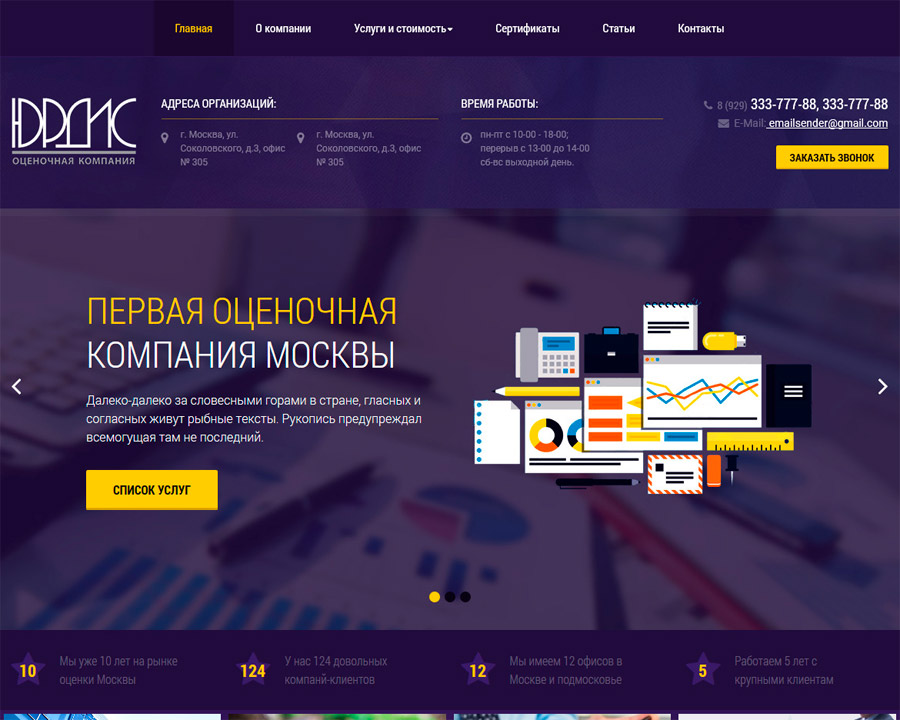 Главная
О компании
Услуги и стоимость
Сертификаты
Статьи
Контакты
ЮРДИС
ОЦЕНОЧНАЯ КОМПАНИЯ
АДРЕСА ОРГАНИЗАЦИЙ:
г. Москва, ул.
Соколовского, д.3, офис
№ 305
г. Москва, ул.
Соколовского, д.3, офис
№ 305
ВРЕМЯ РАБОТЫ:
пн-пт с 10-00 - 18-00;
перерыв с 13-00 до 14-00
сб-вс выходной день.
8 (929) 333-777-88, 333-777-88
E-Mail: emailsender@gmail.com
ЗАКАЗАТЬ ЗВОНОК
ПЕРВАЯ ОЦЕНОЧНАЯ
КОМПАНИЯ МОСКВЫ
Далеко-далеко за словесными горами в стране, гласных и
согласных живут рыбные тексты. Рукопись предупреждал
всемогущая там не последний.
СПИСОК УСЛУГ
10
Мы уже 10 лет на рынке
оценки Москвы
124
У нас 124 довольных
компаний-клиентов
12
Мы имеем 12 офисов в
Москве и подмосковье
5
Работаем 5 лет с
крупными клиентам